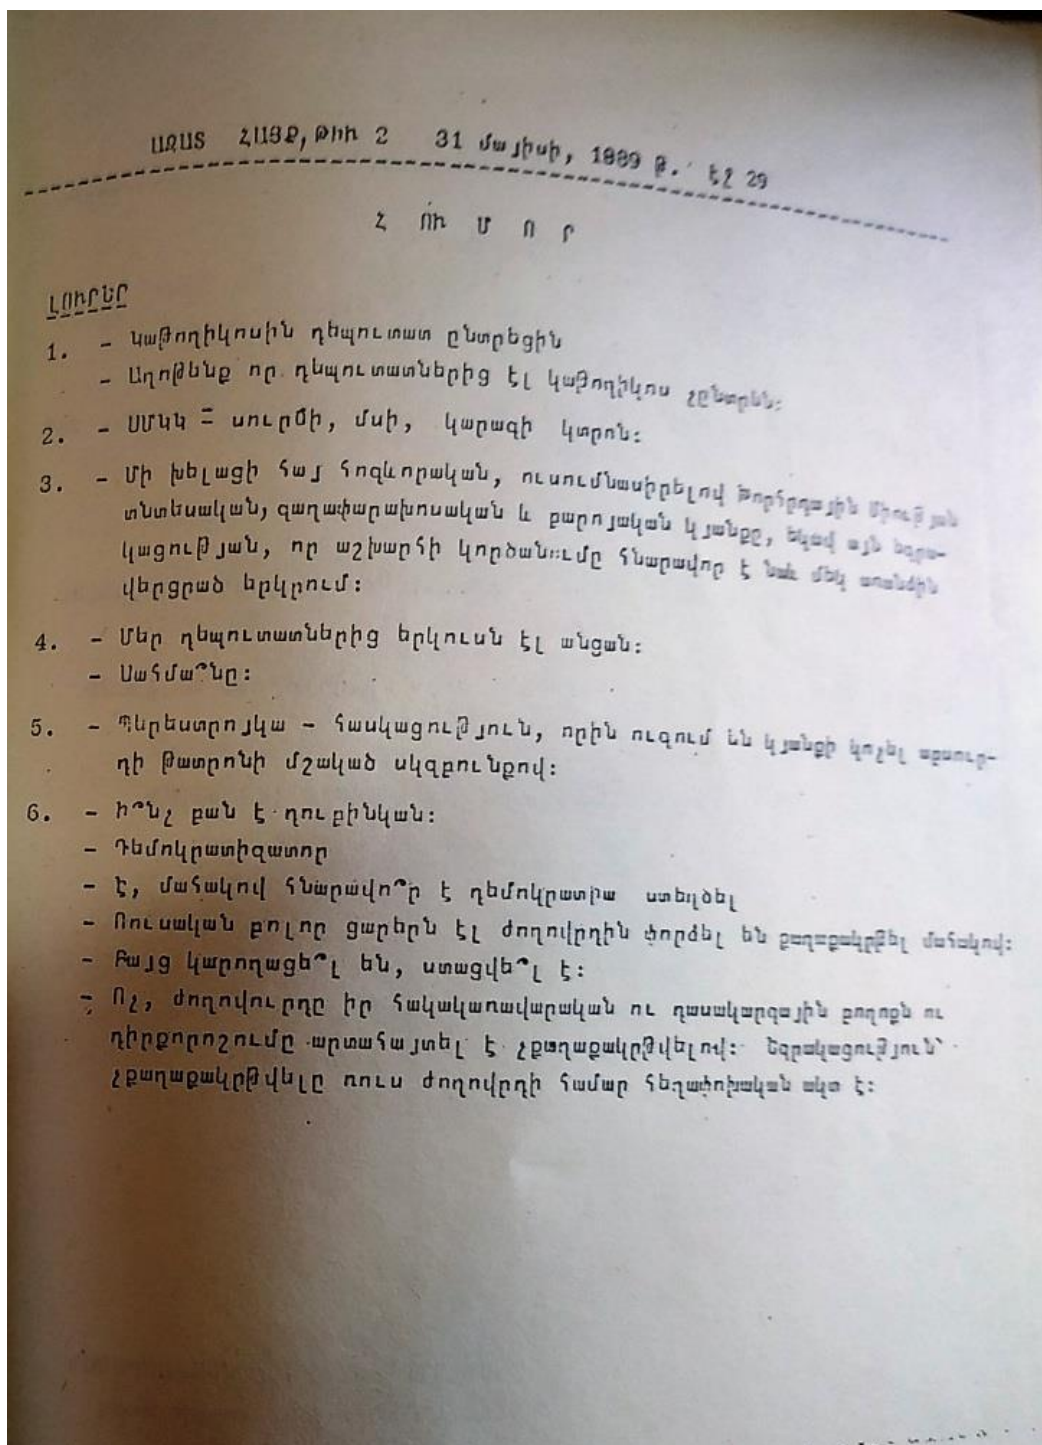 ԱԶԱՏ ՀԱՅՔ, ԹԻՒ 2 31 մայիսի, 1989 թ. էջ 29
Հ ՈՒ Մ Ո Ր
ԼՈՒՐԵՐ
1. - Կաթողիկոսին դեպուտատ ընտրեցին
- Աղոթենք որ դեպուտատներից էլ կաթողիկոս չընտրեն:
2. - ՍՄԿԿ = սուրճի, մսի, կարագի կտրոն:
3. - Մի խելացի հայ հոգևորական, ուսումնասիրելով Խորհրդային Միության
տնտեսական, գաղափարախոսական և բարոյական կյանքը, եկավ այն եզրա-
կացության, որ աշխարհի կործանումը հնարավոր է նաև մեկ առանձին
վերցրած երկրում:
4. - Մեր դեպուտատներից երկուսն էլ անցան:
- Սահմա՞նը:
5. - Պերեստրոյկա - հասկացություն, որին ուզում են կյանքի կոչել աբսուր-
դի թատրոնի մշակած սկզբունքով:
6. - Ի՞նչ բան է դուբինկան:
- Դեմոկրատիզատոր
- Է, մահակով հնարավո՞ր է դեմոկրատիա ստեղծել
- Ռուսական բոլոր ցարերն էլ ժողովրդին փորձել են քաղաքակրթել մահակով:
- Բայց կարողացե՞լ են, ստացվե՞լ է:
- Ոչ, ժողովուրդը իր հակակառավարական ու դասակարգային բողոքն ու
դիրքորոշումը արտահայտել է չքաղաքակրթվելով: Եզրակացություն՝
չքաղաքակրթվելը ռուս ժողովրդի համար հեղափոխական ակտ է: